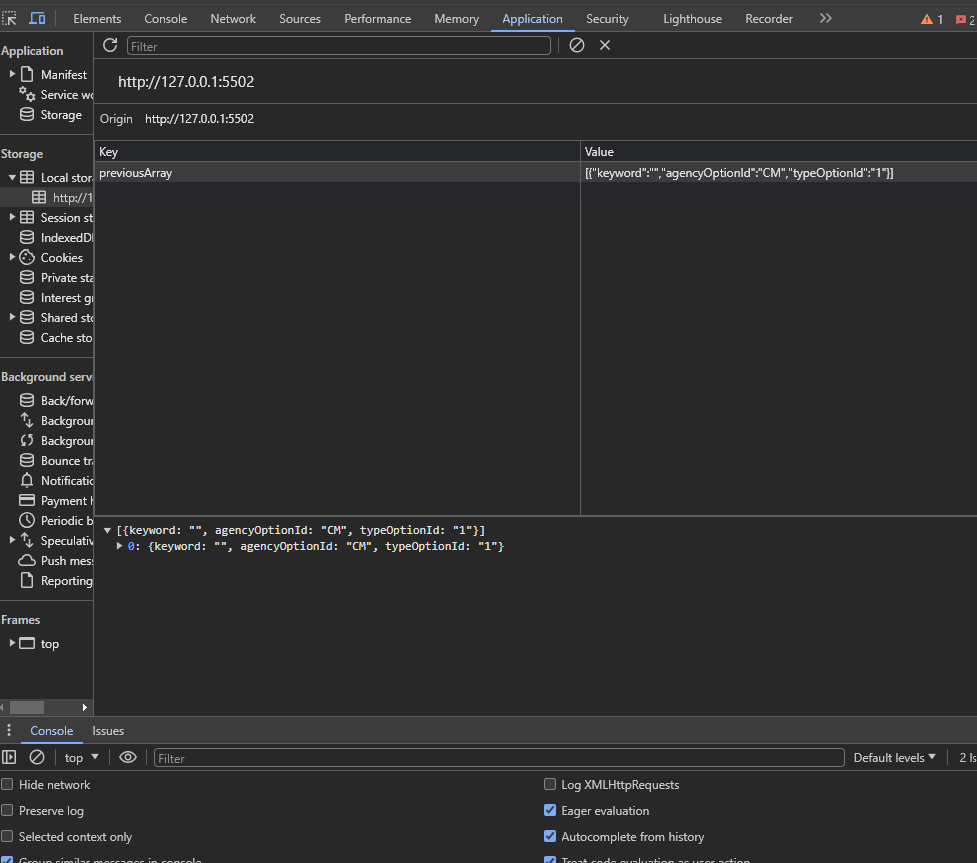 Elements Console Network Sources Performance Memory Application Security Lighthouse Recorder 1 2
Application
Filter
Manifest
Service wo
Storage
http://127.0.0.1:5502
Origin http://127.0.0.1:5502
Storage
Key Value
previousArray [{"keyword":"","agencyOptionId":"CM","typeOptionId":"1"}]
Local stora
http://1
Session st
IndexedDB
Cookies
Private sta
Interest gr
Shared sto
Cache sto
Background serv
Back/forw
Backgroun
Backgroun
Bounce tra
Notificatio
Payment h
Periodic b
Speculativ
Push mess
Reporting
[{keyword: "", agencyOptionId: "CM", typeOptionId: "1"}]
0: {keyword: "", agencyOptionId: "CM", typeOptionId: "1"}
Frames
top
Console Issues
top Filter Default levels 2 Is
Hide network Log XMLHttpRequests
Preserve log Eager evaluation
Selected context only Autocomplete from history
Group similar messages in console Treat code evaluation as user action